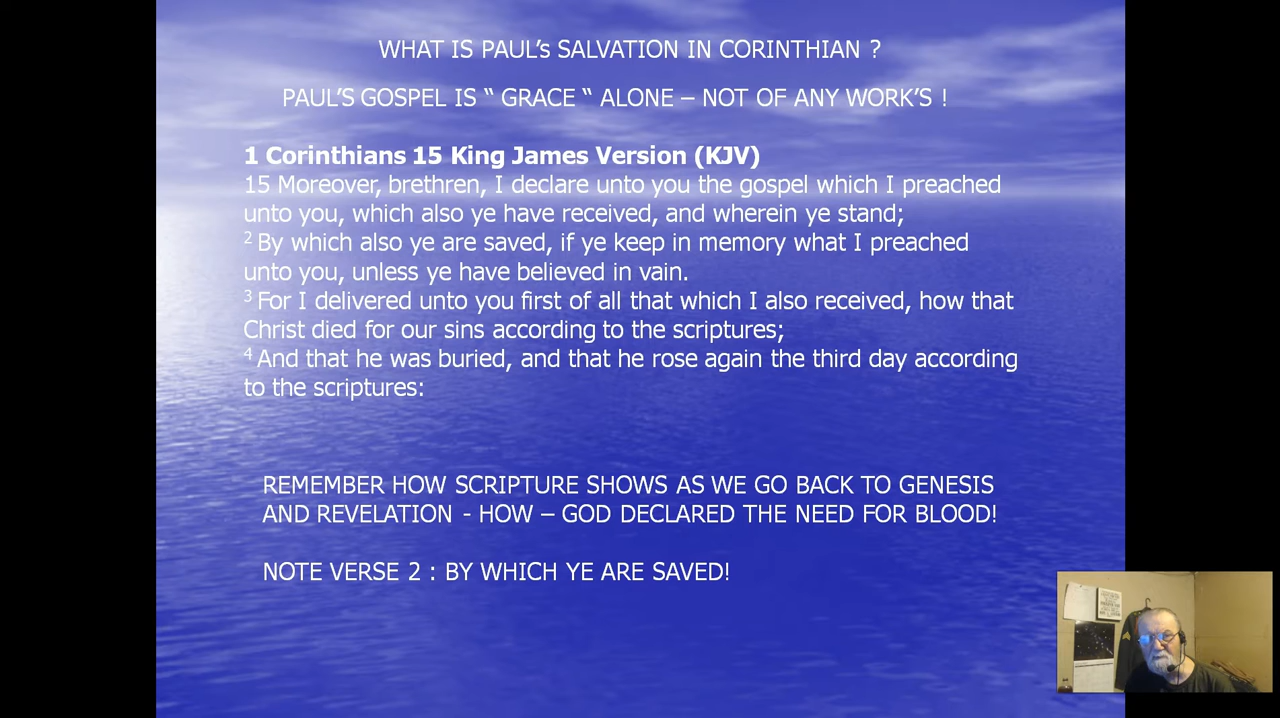 WHAT IS PAUL’s SALVATION IN CORINTHIAN ?
PAUL’S GOSPEL IS “ GRACE “ ALONE – NOT OF ANY WORK’S !
1 Corinthians 15 King James Version (KJV)
15 Moreover, brethren, I declare unto you the gospel which I preached
unto you, which also ye have received, and wherein ye stand;
2 By which also ye are saved, if ye keep in memory what I preached
unto you, unless ye have believed in vain.
3 For I delivered unto you first of all that which I also received, how that
Christ died for our sins according to the scriptures;
4 And that he was buried, and that he rose again the third day according
to the scriptures:
REMEMBER HOW SCRIPTURE SHOWS AS WE GO BACK TO GENESIS
AND REVELATION - HOW – GOD DECLARED THE NEED FOR BLOOD!
NOTE VERSE 2 : BY WHICH YE ARE SAVED!